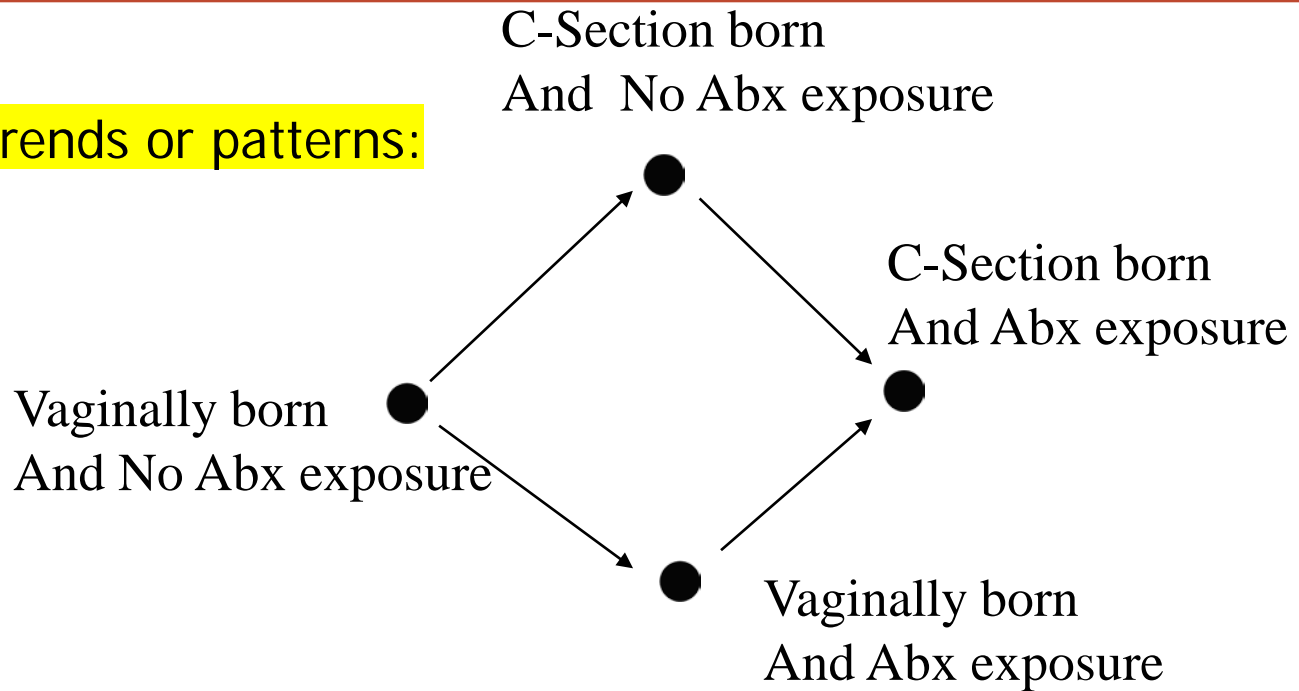 C-Section born
And No Abx exposure
rends or patterns:
C-Section born
And Abx exposure
Vaginally born
And No Abx exposure
Vaginally born
And Abx exposure